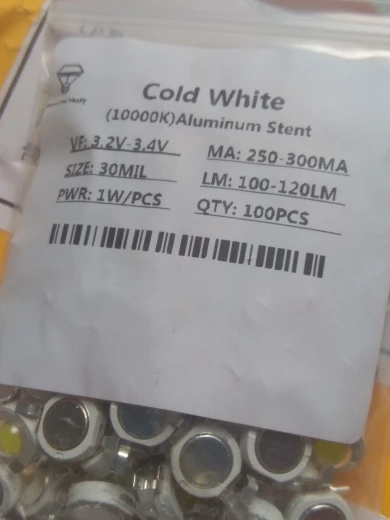 Cold White
(10000K)Aluminum Stent
VF: 3.2V-3.4V MA: 250-300MA
SIZE: 30MIL LM: 100-120LM
PWR: 1W/PCS QTY: 100PCS